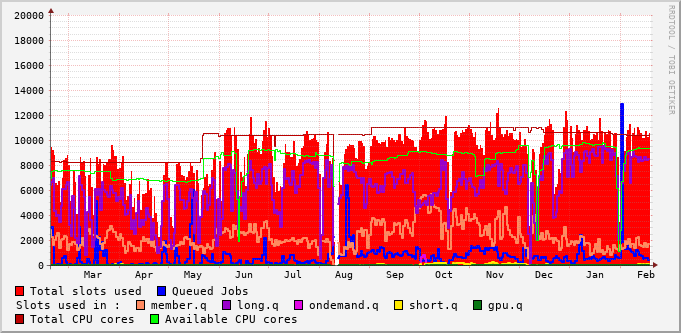 20000
18000
16000
14000
12000
10000
8000
6000
4000
2000
0
Mar Apr May Jun Jul Aug Sep Oct Nov Dec Jan Feb
RRDTOOL / TOBI OETIKER
Total slots used Queued Jobs
Slots used in : member.q long.q ondemand.q short.q gpu.q
Total CPU cores Available CPU cores